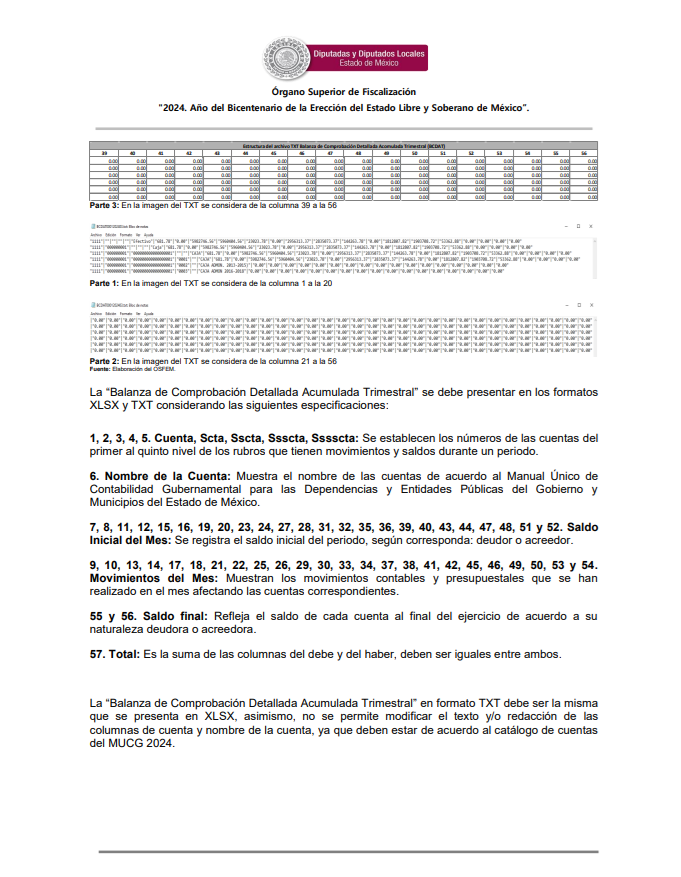 Diputadas y Diputados Locales
Estado de México
Órgano Superior de Fiscalización
"2024. Año del Bicentenario de la Erección del Estado Libre y Soberano de México".
Estructura del archivo TXT Balanza de Comprobación Detallada Acumulada Trimestral (BCDAT)
39 40 41 42 43 44 45 46 47 48 49 50 51 52 53 54 55 56
0.00 0.00 0.00 0.00 0.00 0.00 0.00 0.00 0.00 0.00 0.00 0.00 0.00 0.00 0.00 0.00 0.00 0.00
0.00 0.00 0.00 0.00 0.00 0.00 0.00 0.00 0.00 0.00 0.00 0.00 0.00 0.00 0.00 0.00 0.00 0.00
0.00 0.00 0.00 0.00 0.00 0.00 0.00 0.00 0.00 0.00 0.00 0.00 0.00 0.00 0.00 0.00 0.00 0.00
0.00 0.00 0.00 0.00 0.00 0.00 0.00 0.00 0.00 0.00 0.00 0.00 0.00 0.00 0.00 0.00 0.00 0.00
0.00 0.00 0.00 0.00 0.00 0.00 0.00 0.00 0.00 0.00 0.00 0.00 0.00 0.00 0.00 0.00 0.00 0.00
0.00 0.00 0.00 0.00 0.00 0.00 0.00 0.00 0.00 0.00 0.00 0.00 0.00 0.00 0.00 0.00 0.00 0.00
Parte 3: En la imagen del TXT se considera de la columna 39 a la 56
Archivo Edición Formato Ver Ayuda
Parte 1: En la imagen del TXT se considera de la columna 1 a la 20
Archivo Edición Formato Ver Ayuda
Parte 2: En la imagen del TXT se considera de la columna 21 a la 56
Fuente: Elaboración del OSFEM.
La “Balanza de Comprobación Detallada Acumulada Trimestral” se debe presentar en los formatos
XLSX y TXT considerando las siguientes especificaciones:
1, 2, 3, 4, 5. Cuenta, Scta, Sscta, Ssscta, Sssscta: Se establecen los números de las cuentas del
primer al quinto nivel de los rubros que tienen movimientos y saldos durante un periodo.
6. Nombre de la Cuenta: Muestra el nombre de las cuentas de acuerdo al Manual Único de
Contabilidad Gubernamental para las Dependencias y Entidades Públicas del Gobierno y
Municipios del Estado de México.
7, 8, 11, 12, 15, 16, 19, 20, 23, 24, 27, 28, 31, 32, 35, 36, 39, 40, 43, 44, 47, 48, 51 y 52. Saldo
Inicial del Mes: Se registra el saldo inicial del periodo, según corresponda: deudor o acreedor.
9, 10, 13, 14, 17, 18, 21, 22, 25, 26, 29, 30, 33, 34, 37, 38, 41, 42, 45, 46, 49, 50, 53 y 54.
Movimientos del Mes: Muestran los movimientos contables y presupuestales que se han
realizado en el mes afectando las cuentas correspondientes.
55 y 56. Saldo final: Refleja el saldo de cada cuenta al final del ejercicio de acuerdo a su
naturaleza deudora o acreedora.
57. Total: Es la suma de las columnas del debe y del haber, deben ser iguales entre ambos.
La “Balanza de Comprobación Detallada Acumulada Trimestral” en formato TXT debe ser la misma
que se presenta en XLSX, asimismo, no se permite modificar el texto y/o redacción de las
columnas de cuenta y nombre de la cuenta, ya que deben estar de acuerdo al catálogo de cuentas
del MUCG 2024.